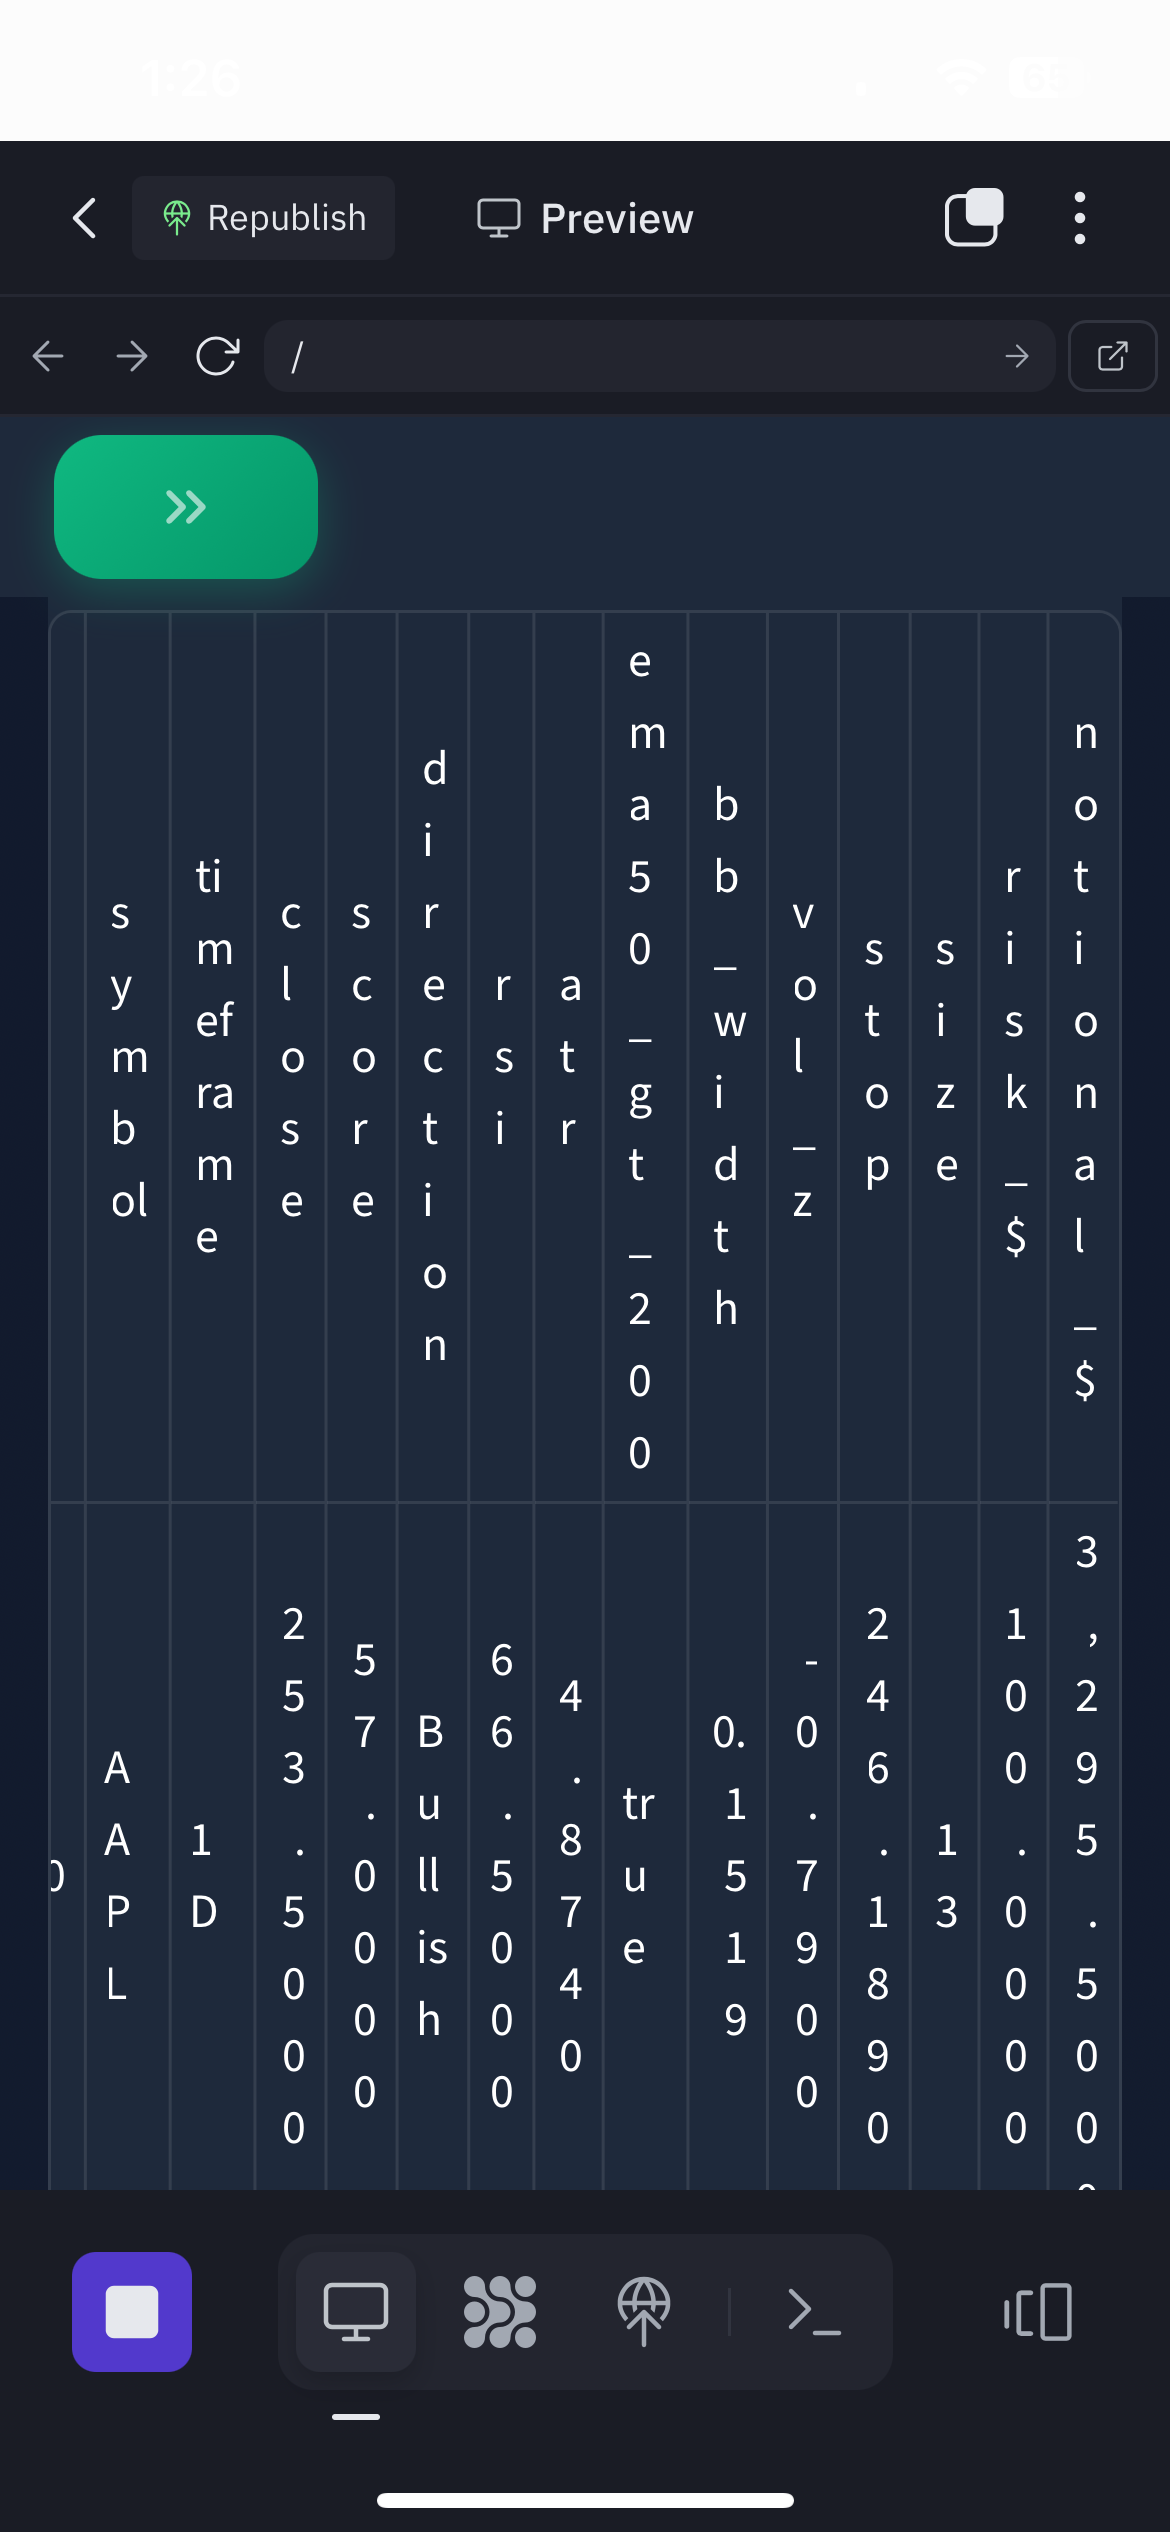 1:26
Republish
Preview
/
symbol
timeframe
close
score
direction
rsi
atr
ema50_gt_200
bb_width
vol_z
stop
size
risk_$
notional_$
0
AAPL
1D
253.5000
57.0000
Bullish
66.5000
4.8740
true
0.1519
-0.7900
246.1890
13
100.0000
3,295.5000